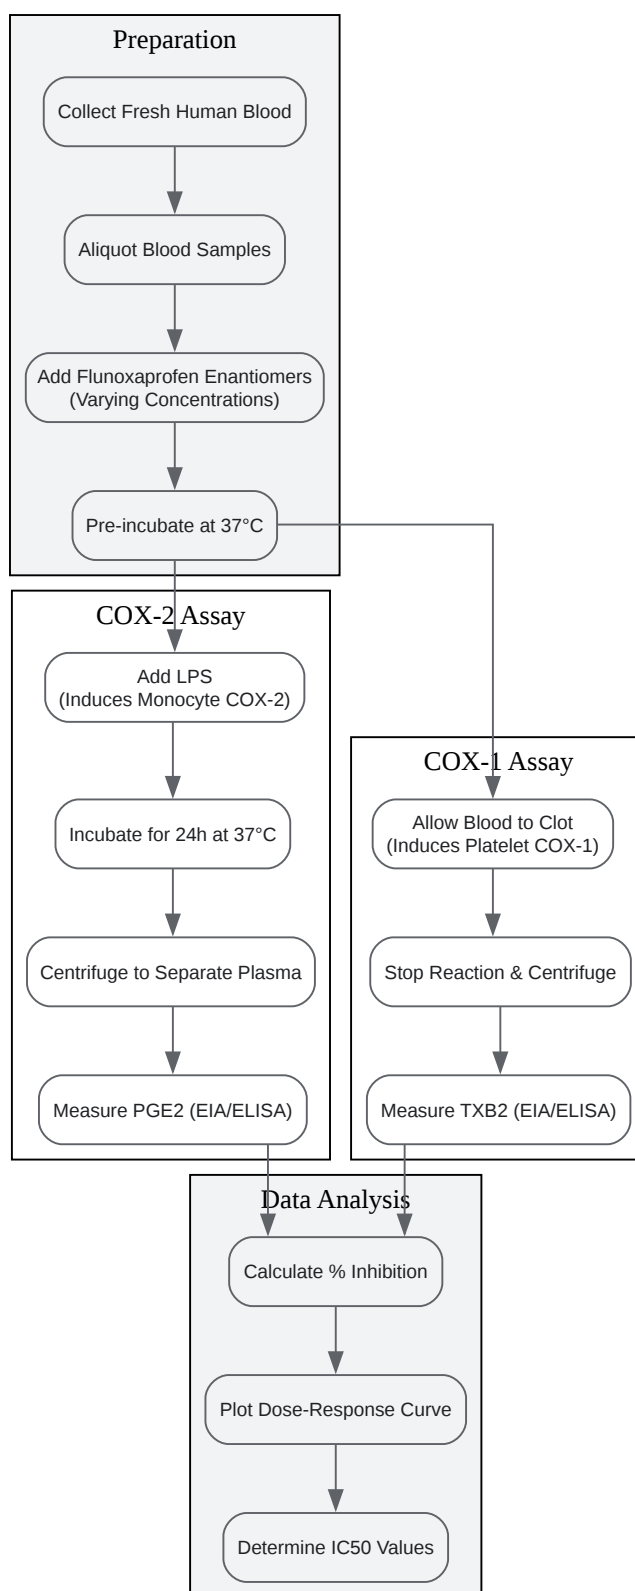 Preparation
Collect Fresh Human Blood
Aliquot Blood Samples
Add Flunoxaprofen Enantiomers
(Varying Concentrations)
Pre-incubate at 37°C
COX-2 Assay
Add LPS
(Induces Monocyte COX-2)
Incubate for 24h at 37°C
Centrifuge to Separate Plasma
Measure PGE2 (EIA/ELISA)
COX-1 Assay
Allow Blood to Clot
(Induces Platelet COX-1)
Stop Reaction & Centrifuge
Measure TXB2 (EIA/ELISA)
Data Analysis
Calculate % Inhibition
Plot Dose-Response Curve
Determine IC50 Values